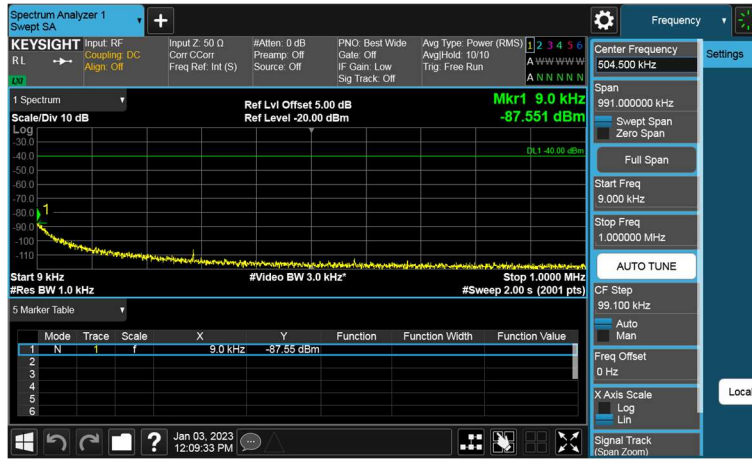 Spectrum Analyzer 1
Swept SA
Frequency
KEYSIGHT
R L
LXI
Input: RF
Coupling: DC
Align: Off
Input Z: 50 Ω
Corr CCorr
Freq Ref: Int (S)
#Atten: 0 dB
Preamp: Off
Source: Off
PNO: Best Wide
Gate: Off
IF Gain: Low
Sig Track: Off
Avg Type: Power (RMS)
Avg|Hold: 10/10
Trig: Free Run
1 2 3 4 5 6
A W W W W W
A N N N N N
1 Spectrum
Scale/Div 10 dB
Ref Lvl Offset 5.00 dB
Ref Level -20.00 dBm
Mkr1 9.0 kHz
-87.551 dBm
Log
-30.0
-40.0
-50.0
-60.0
-70.0
-80.0
-90.0
-100
-110
DL1 -40.00 dBm
1
Start 9 kHz
#Res BW 1.0 kHz
#Video BW 3.0 kHz*
Stop 1.0000 MHz
#Sweep 2.00 s (2001 pts)
5 Marker Table
Mode Trace Scale X Y Function Function Width Function Value
1 N 1 f 9.0 kHz -87.55 dBm
2
3
4
5
6
Jan 03, 2023
12:09:33 PM
Center Frequency
504.500 kHz
Settings
Span
991.000000 kHz
Swept Span
Zero Span
Full Span
Start Freq
9.000 kHz
Stop Freq
1.000000 MHz
AUTO TUNE
CF Step
99.100 kHz
Auto
Man
Freq Offset
0 Hz
X Axis Scale
Log
Lin
Local
Signal Track
(Span Zoom)